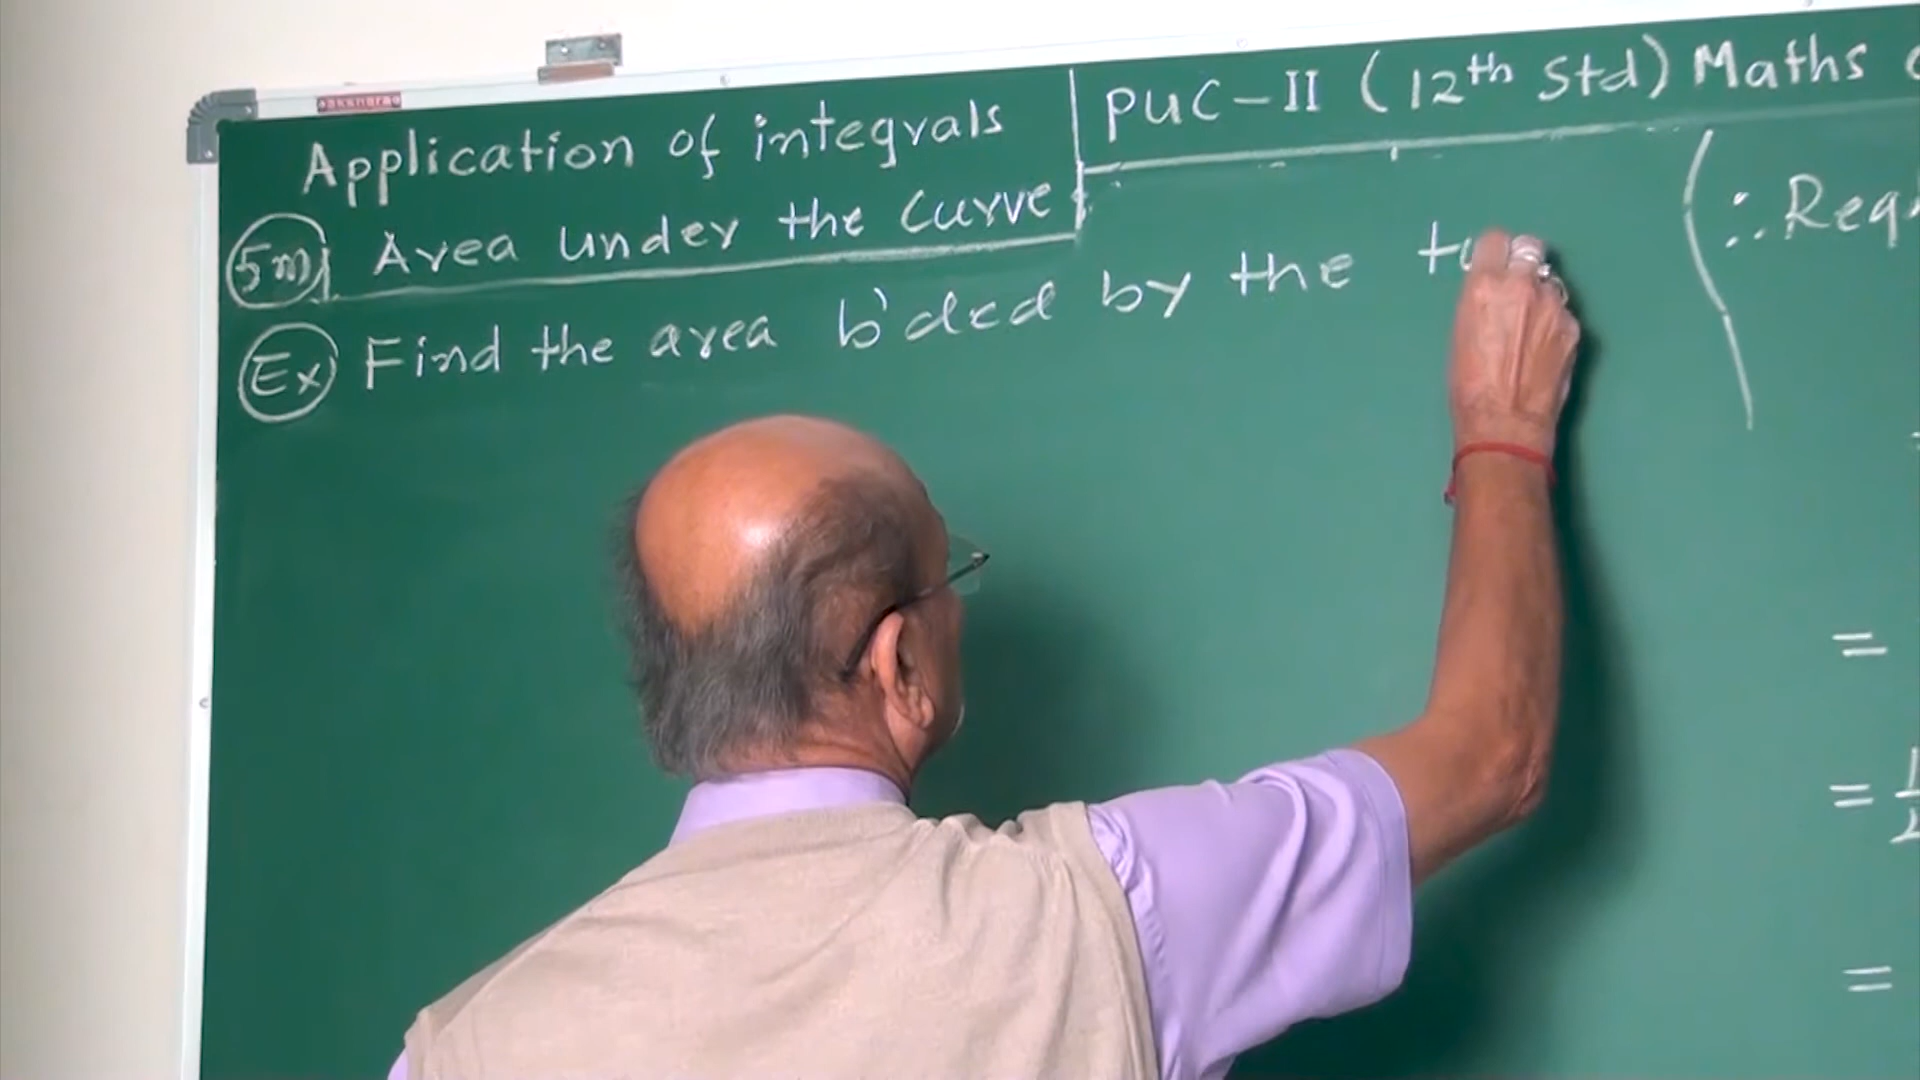 Application of integrals
PUC-II (12th Std) Maths
5m Area under the Curve
Ex Find the area b'ded by the
∴ Req
=
=
=